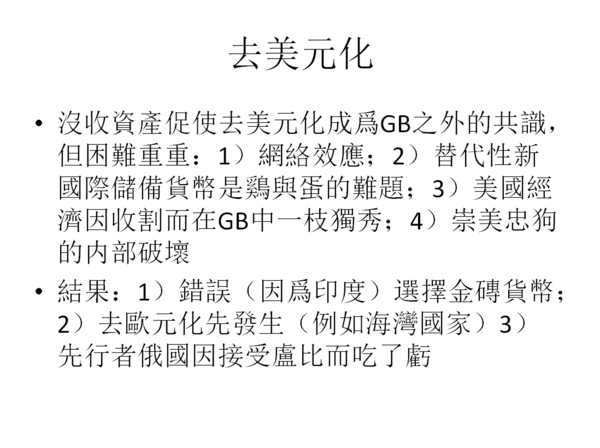 去美元化
• 沒收資產促使去美元化成爲GB之外的共識，
但困難重重：1）網絡效應；2）替代性新
國際儲備貨幣是鷄與蛋的難題；3）美國經
濟因收割而在GB中一枝獨秀；4）崇美忠狗
的内部破壞
• 結果：1）錯誤（因爲印度）選擇金磚貨幣；
2）去歐元化先發生（例如海灣國家）3）
先行者俄國因接受盧比而吃了虧